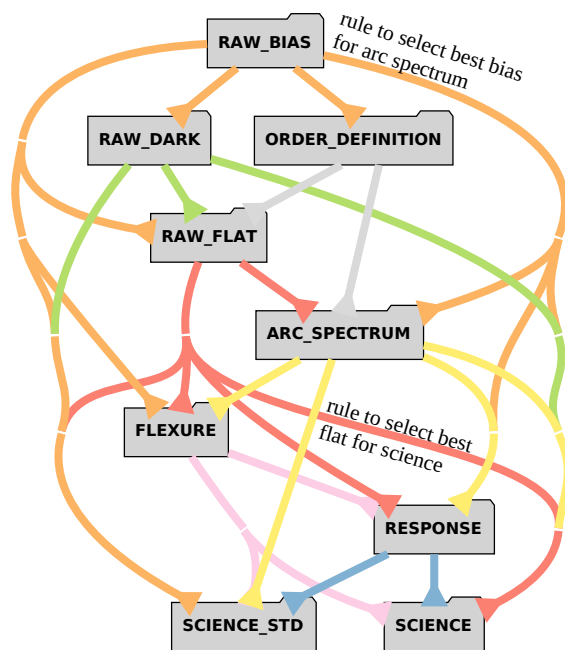 RAW_BIAS
rule to select best bias
for arc spectrum
RAW_DARK
ORDER_DEFINITION
RAW_FLAT
ARC_SPECTRUM
FLEXURE
rule to select best
flat for science
RESPONSE
SCIENCE_STD
SCIENCE